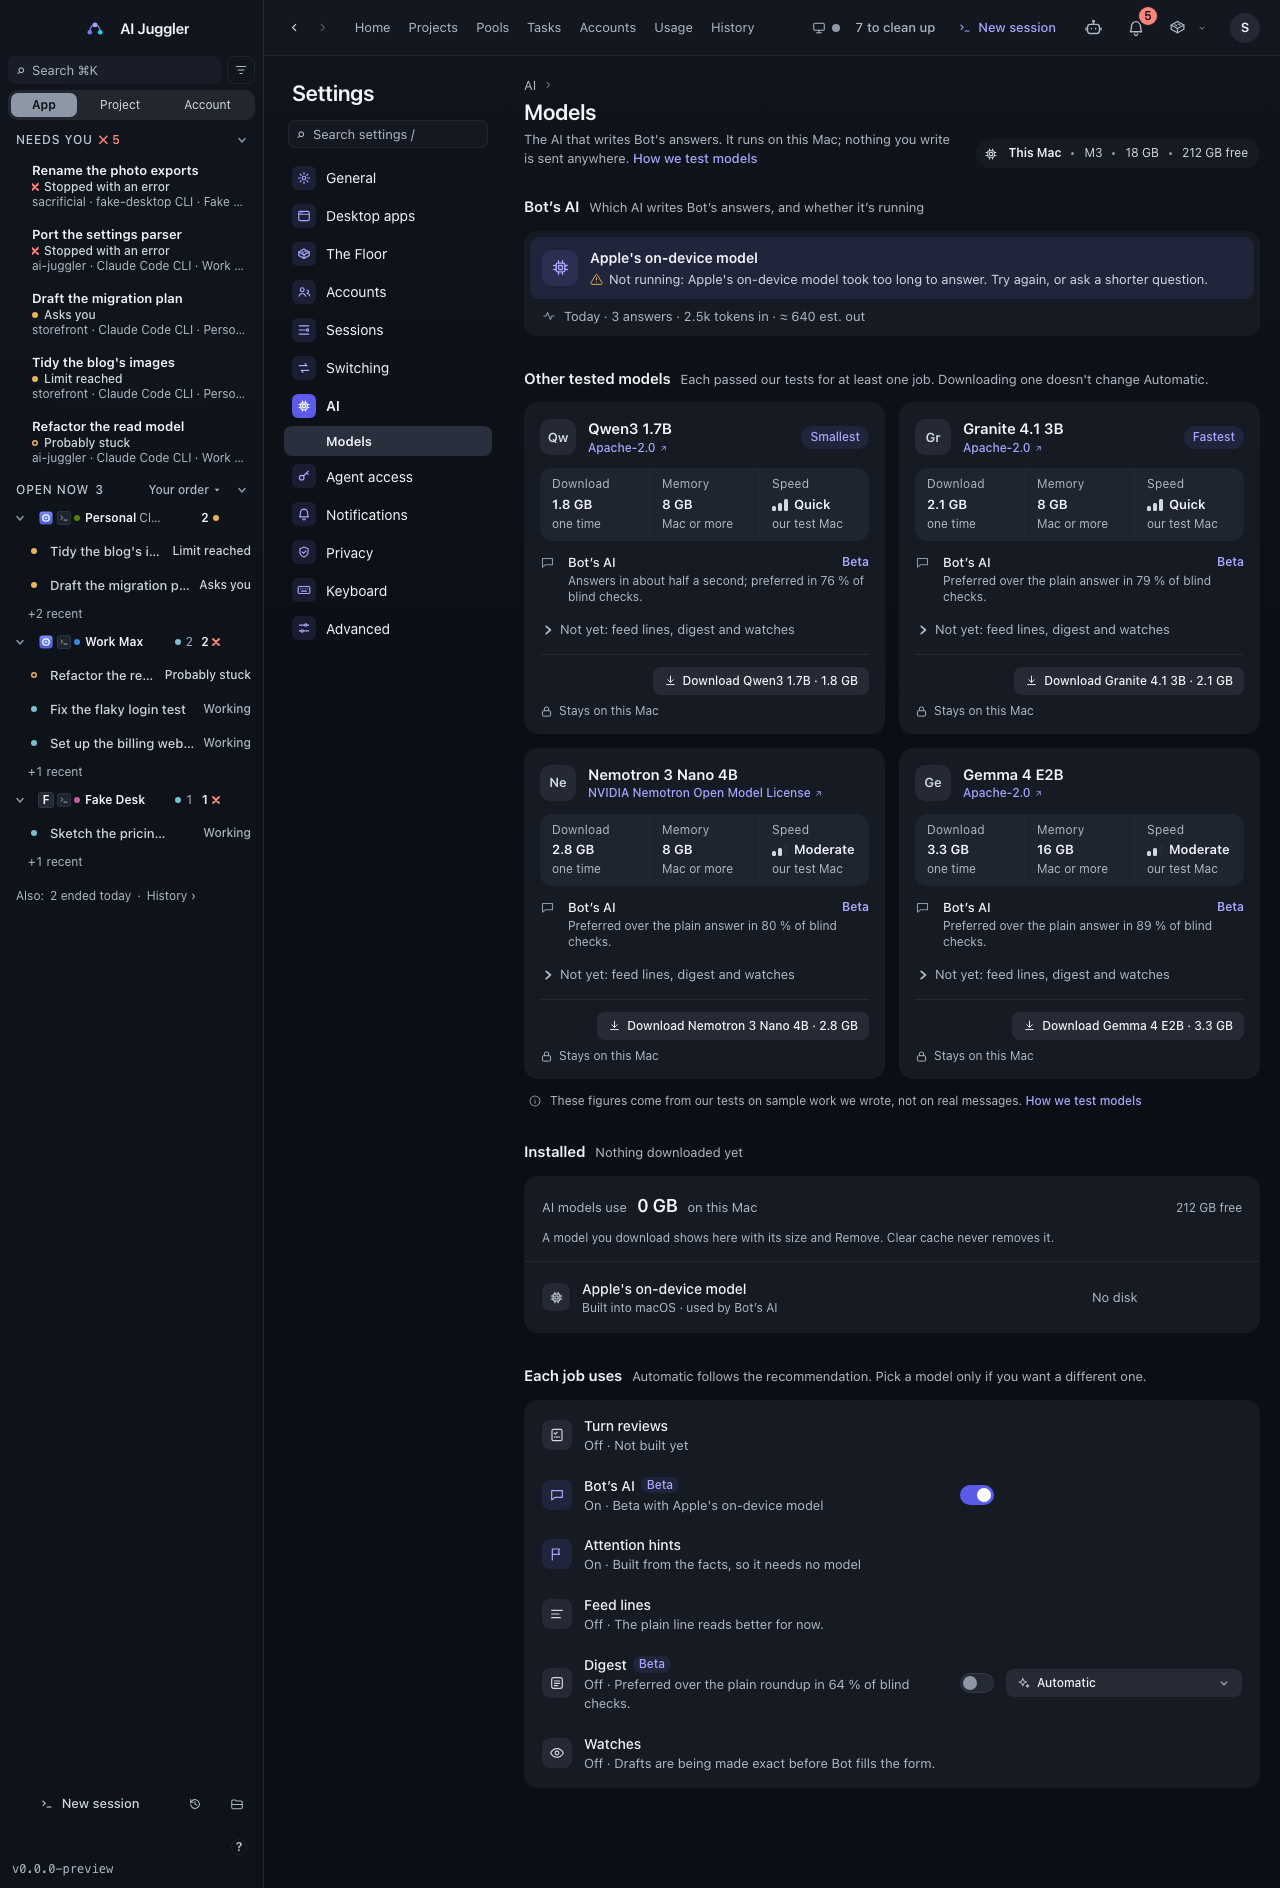 AI Juggler
Search ⌘K
App Project Account
NEEDS YOU 5
Rename the photo exports
Stopped with an error
sacrificial · fake-desktop CLI · Fake ...
Port the settings parser
Stopped with an error
ai-juggler · Claude Code CLI · Work ...
Draft the migration plan
Asks you
storefront · Claude Code CLI · Perso...
Tidy the blog's images
Limit reached
storefront · Claude Code CLI · Perso...
Refactor the read model
Probably stuck
ai-juggler · Claude Code CLI · Work ...
OPEN NOW 3 Your order
Personal Cl... 2
Tidy the blog's i... Limit reached
Draft the migration p... Asks you
+2 recent
Work Max 2 2
Refactor the re... Probably stuck
Fix the flaky login test Working
Set up the billing web... Working
+1 recent
F Fake Desk 1 1
Sketch the pricin... Working
+1 recent
Also: 2 ended today · History ›
New session
?
v0.0.0-preview
Home Projects Pools Tasks Accounts Usage History 7 to clean up New session 5 S
Settings
Search settings /
General
Desktop apps
The Floor
Accounts
Sessions
Switching
AI
Models
Agent access
Notifications
Privacy
Keyboard
Advanced
AI ›
Models
The AI that writes Bot's answers. It runs on this Mac; nothing you write
is sent anywhere. How we test models
This Mac • M3 • 18 GB • 212 GB free
Bot’s AI Which AI writes Bot’s answers, and whether it’s running
Apple's on-device model
Not running: Apple's on-device model took too long to answer. Try again, or ask a shorter question.
Today · 3 answers · 2.5k tokens in · ≈ 640 est. out
Other tested models Each passed our tests for at least one job. Downloading one doesn't change Automatic.
Qw Qwen3 1.7B Smallest
Apache-2.0 ↗
Download Memory Speed
1.8 GB 8 GB Quick
one time Mac or more our test Mac
Bot’s AI Beta
Answers in about half a second; preferred in 76 % of
blind checks.
Not yet: feed lines, digest and watches
Download Qwen3 1.7B · 1.8 GB
Stays on this Mac
Gr Granite 4.1 3B Fastest
Apache-2.0 ↗
Download Memory Speed
2.1 GB 8 GB Quick
one time Mac or more our test Mac
Bot’s AI Beta
Preferred over the plain answer in 79 % of blind
checks.
Not yet: feed lines, digest and watches
Download Granite 4.1 3B · 2.1 GB
Stays on this Mac
Ne Nemotron 3 Nano 4B
NVIDIA Nemotron Open Model License ↗
Download Memory Speed
2.8 GB 8 GB Moderate
one time Mac or more our test Mac
Bot’s AI Beta
Preferred over the plain answer in 80 % of blind
checks.
Not yet: feed lines, digest and watches
Download Nemotron 3 Nano 4B · 2.8 GB
Stays on this Mac
Ge Gemma 4 E2B
Apache-2.0 ↗
Download Memory Speed
3.3 GB 16 GB Moderate
one time Mac or more our test Mac
Bot’s AI Beta
Preferred over the plain answer in 89 % of blind
checks.
Not yet: feed lines, digest and watches
Download Gemma 4 E2B · 3.3 GB
Stays on this Mac
These figures come from our tests on sample work we wrote, not on real messages. How we test models
Installed Nothing downloaded yet
AI models use 0 GB on this Mac 212 GB free
A model you download shows here with its size and Remove. Clear cache never removes it.
Apple's on-device model
Built into macOS · used by Bot’s AI
No disk
Each job uses Automatic follows the recommendation. Pick a model only if you want a different one.
Turn reviews
Off · Not built yet
Bot’s AI Beta
On · Beta with Apple's on-device model
Attention hints
On · Built from the facts, so it needs no model
Feed lines
Off · The plain line reads better for now.
Digest Beta
Off · Preferred over the plain roundup in 64 % of blind
checks.
Automatic
Watches
Off · Drafts are being made exact before Bot fills the form.